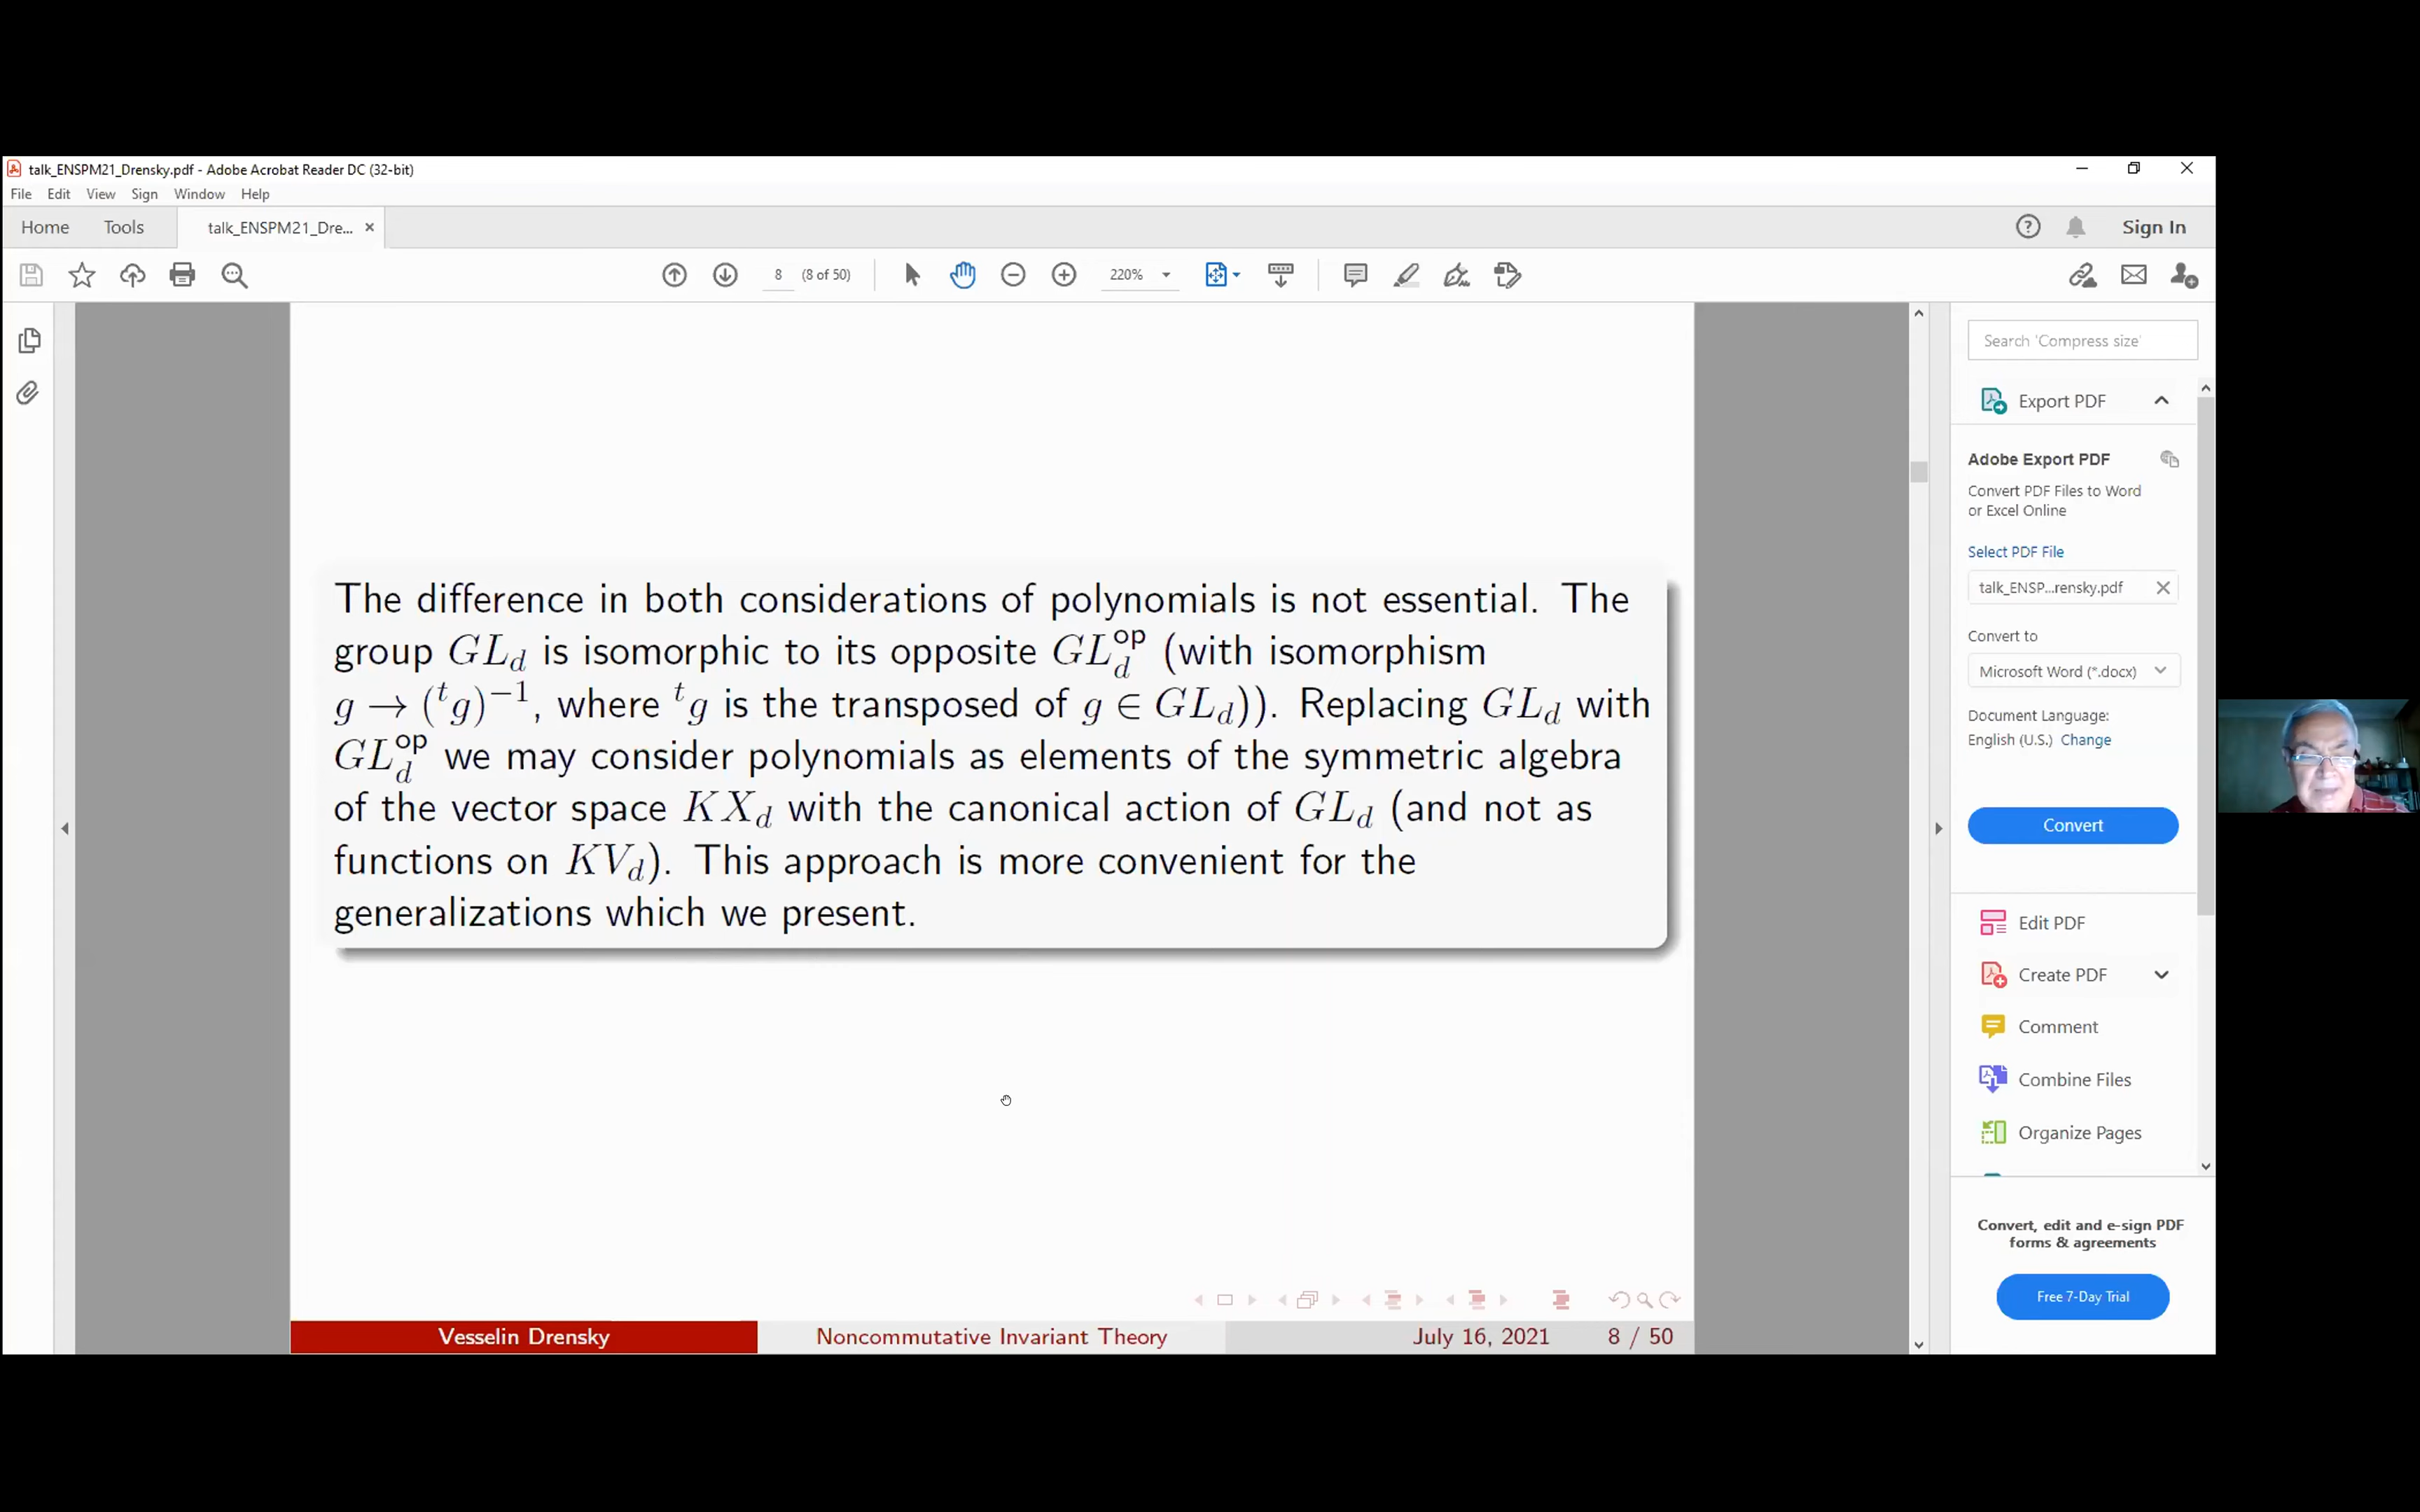 talk_ENSPM21_Drensky.pdf - Adobe Acrobat Reader DC (32-bit)
File Edit View Sign Window Help
Home Tools talk_ENSPM21_Dre... × Sign In
8 (8 of 50) 220%
Search 'Compress size'
Export PDF
Adobe Export PDF
Convert PDF Files to Word
or Excel Online
Select PDF File
talk_ENSP...rensky.pdf
Convert to
Microsoft Word (*.docx)
Document Language:
English (U.S.) Change
Convert
Edit PDF
Create PDF
Comment
Combine Files
Organize Pages
Convert, edit and e-sign PDF
forms & agreements
Free 7-Day Trial
The difference in both considerations of polynomials is not essential. The
group $GL_d$ is isomorphic to its opposite $GL_d^{\text{op}}$ (with isomorphism
$g \to ({}^tg)^{-1}$, where ${}^tg$ is the transposed of $g \in GL_d$)). Replacing $GL_d$ with
$GL_d^{\text{op}}$ we may consider polynomials as elements of the symmetric algebra
of the vector space $KX_d$ with the canonical action of $GL_d$ (and not as
functions on $KV_d$). This approach is more convenient for the
generalizations which we present.
Vesselin Drensky Noncommutative Invariant Theory July 16, 2021 8 / 50